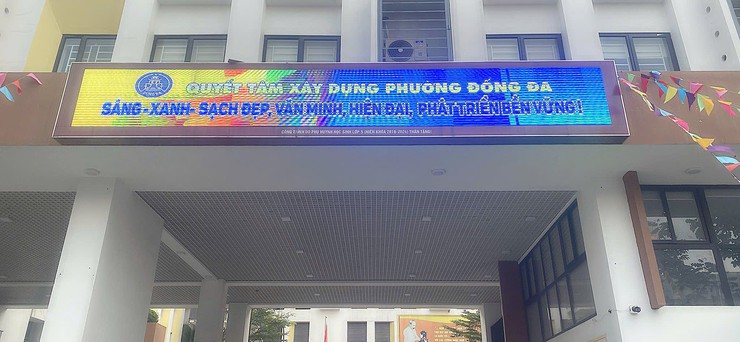 QUYẾT TÂM XÂY DỰNG PHƯỜNG ĐỐNG ĐA
SÁNG-XANH-SẠCH ĐẸP, VĂN MINH, HIỆN ĐẠI, PHÁT TRIỂN BỀN VỮNG!